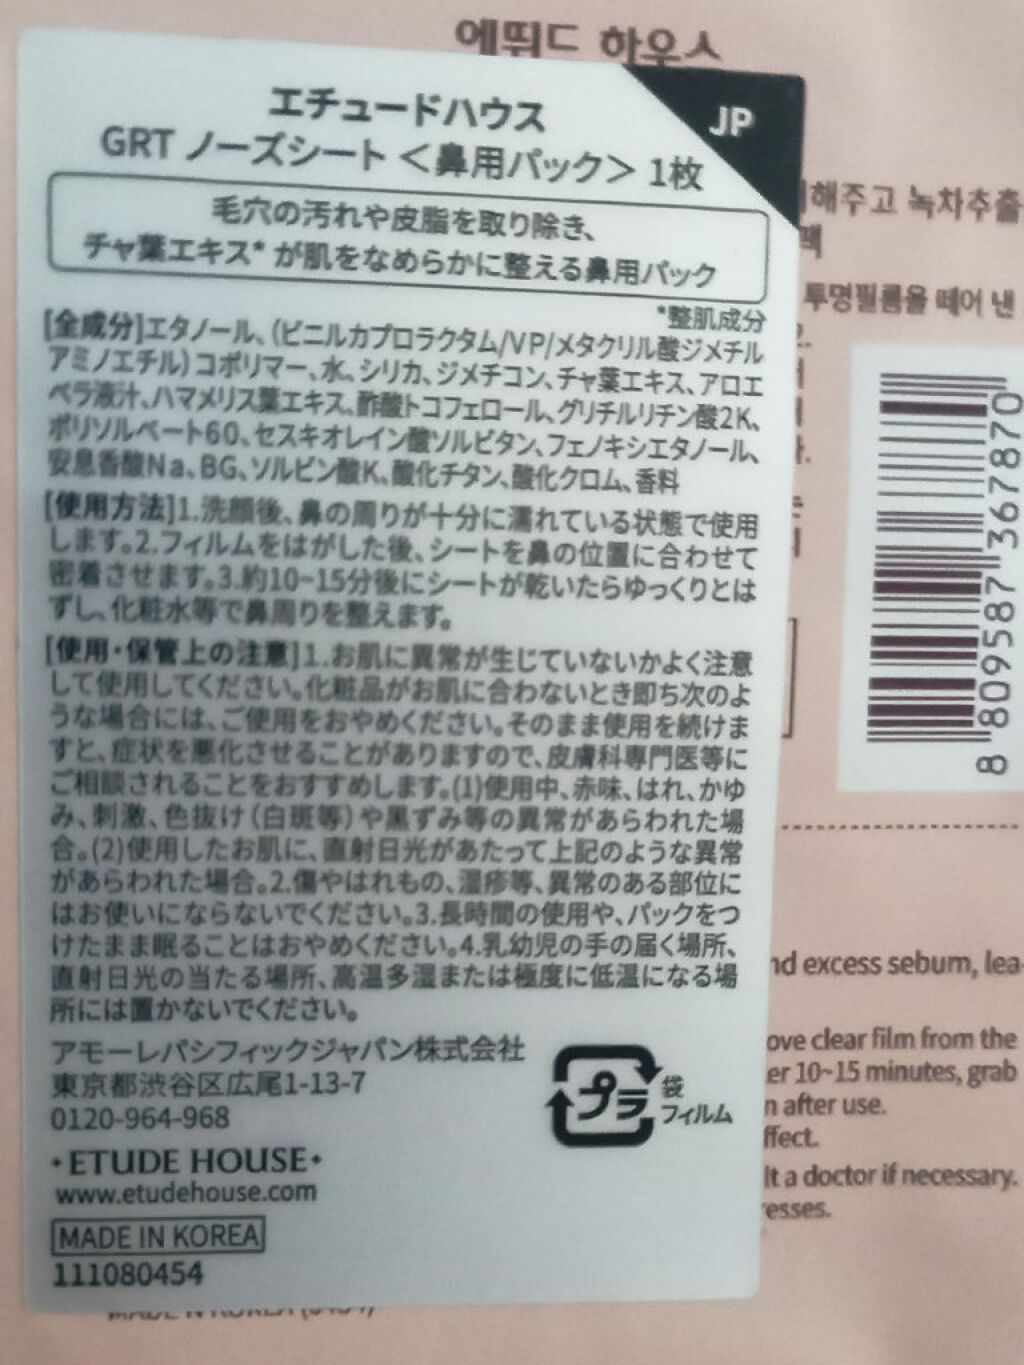 에뛰드 하우스
エチュードハウス
JP
GRT ノーズシート <鼻用パック> 1枚
毛穴の汚れや皮脂を取り除き、
チャ葉エキス* が肌をなめらかに整える鼻用パック
*整肌成分
[全成分]エタノール、(ビニルカプロラクタム/VP/メタクリル酸ジメチル
アミノエチル)コポリマー、水、シリカ、ジメチコン、チャ葉エキス、アロエ
ベラ液汁、ハマメリス葉エキス、酢酸トコフェロール、グリチルリチン酸2K、
ポリソルベート60、セスキオレイン酸ソルビタン、フェノキシエタノール、
安息香酸Na、BG、ソルビン酸K、酸化チタン、酸化クロム、香料
[使用方法]1.洗顔後、鼻の周りが十分に濡れている状態で使用
します。2.フィルムをはがした後、シートを鼻の位置に合わせて
密着させます。3.約10~15分後にシートが乾いたらゆっくりとは
ずし、化粧水等で鼻周りを整えます。
[使用・保管上の注意]1.お肌に異常が生じていないかよく注意
して使用してください。化粧品がお肌に合わないとき即ち次のよ
うな場合には、ご使用をおやめください。そのまま使用を続けま
すと、症状を悪化させることがありますので、皮膚科専門医等に
ご相談されることをおすすめします。(1)使用中、赤味、はれ、かゆ
み、刺激、色抜け(白斑等)や黒ずみ等の異常があらわれた場
合。(2)使用したお肌に、直射日光があたって上記のような異常
があらわれた場合。2.傷やはれもの、湿疹等、異常のある部位に
はお使いにならないでください。3.長時間の使用や、パックをつ
けたまま眠ることはおやめください。4.乳幼児の手の届く場所、
直射日光の当たる場所、高温多湿または極度に低温になる場
所には置かないでください。
アモーレパシフィックジャパン株式会社
東京都渋谷区広尾1-13-7
0120-964-968
プラ
袋
フィルム
・ETUDE HOUSE・
www.etudehouse.com
MADE IN KOREA
111080454
해주고 녹차추출
팩
투명필름을 떼어 낸
8 809587 367870
nd excess sebum, lea-
ove clear film from the
er 10~15 minutes, grab
n after use.
ffect.
lt a doctor if necessary.
esses.